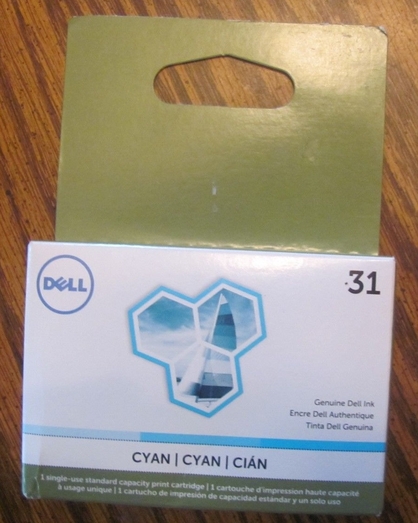 DELL
31
Genuine Dell Ink
Encre Dell Authentique
Tinta Dell Genuina
CYAN | CYAN | CIÁN
1 single-use standard capacity print cartridge | 1 cartouche d'impression haute capacité
à usage unique | 1 cartucho de impresión de capacidad estándar y un solo uso